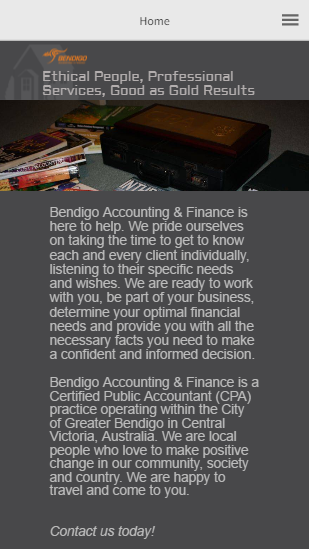 Home
BENDIGO
Ethical People, Professional
Services, Good as Gold Results
Bendigo Accounting & Finance is
here to help. We pride ourselves
on taking the time to get to know
each and every client individually,
listening to their specific needs
and wishes. We are ready to work
with you, be part of your business,
determine your optimal financial
needs and provide you with all the
necessary facts you need to make
a confident and informed decision.
Bendigo Accounting & Finance is a
Certified Public Accountant (CPA)
practice operating within the City
of Greater Bendigo in Central
Victoria, Australia. We are local
people who love to make positive
change in our community, society
and country. We are happy to
travel and come to you.
Contact us today!